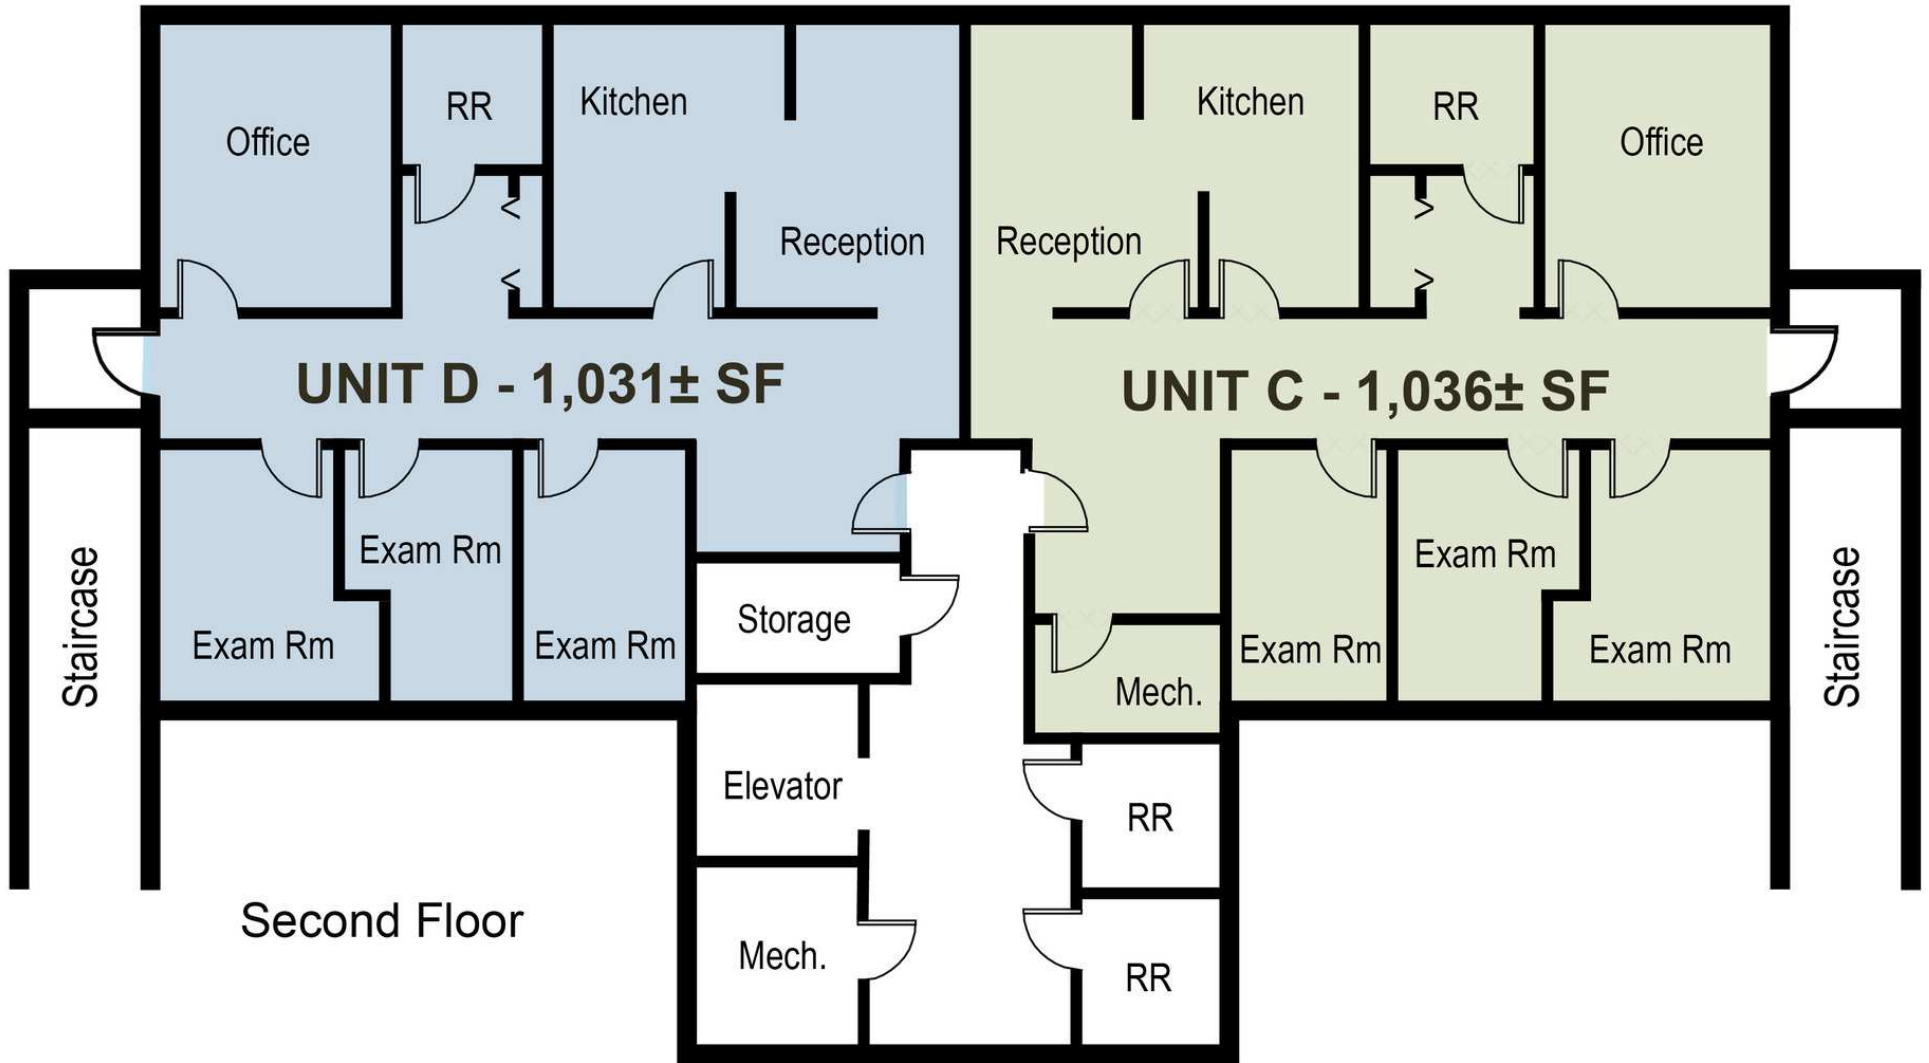 Office
RR
Kitchen
Reception
Reception
Kitchen
RR
Office
UNIT D - 1,031± SF
UNIT C - 1,036± SF
Staircase
Exam Rm
Exam Rm
Exam Rm
Storage
Exam Rm
Exam Rm
Exam Rm
Staircase
Mech.
Elevator
RR
Second Floor
Mech.
RR